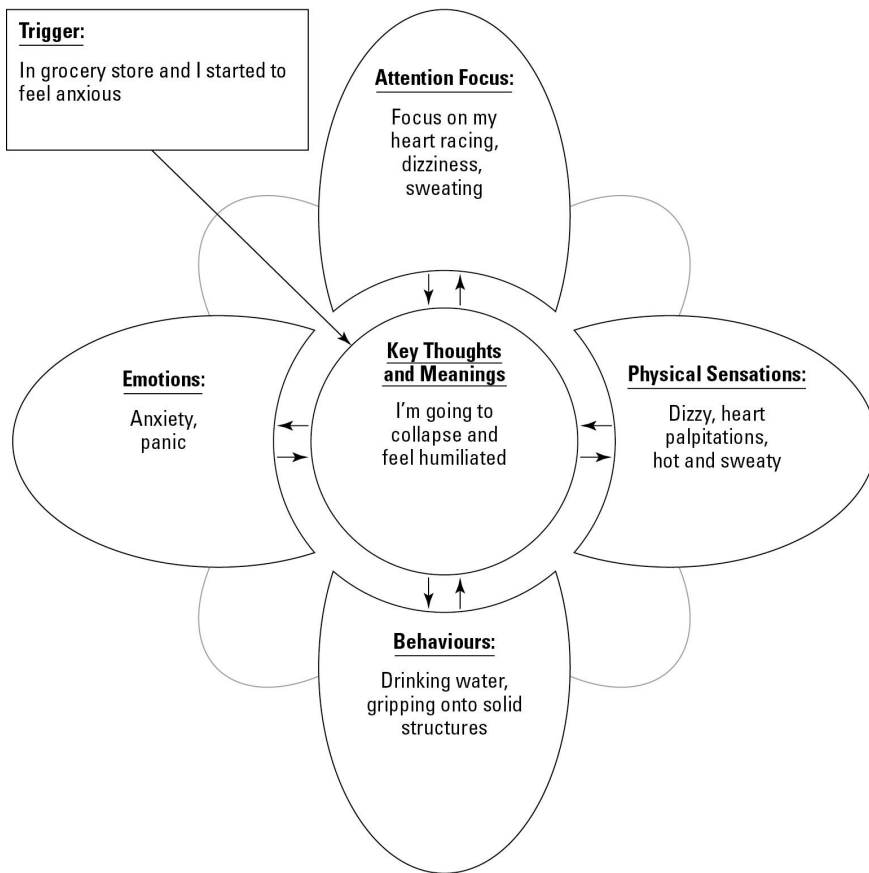 Trigger:
In grocery store and I started to
feel anxious
Attention Focus:
Focus on my
heart racing,
dizziness,
sweating
Emotions:
Anxiety,
panic
Key Thoughts
and Meanings
I'm going to
collapse and
feel humiliated
Physical Sensations:
Dizzy, heart
palpitations,
hot and sweaty
Behaviours:
Drinking water,
gripping onto solid
structures